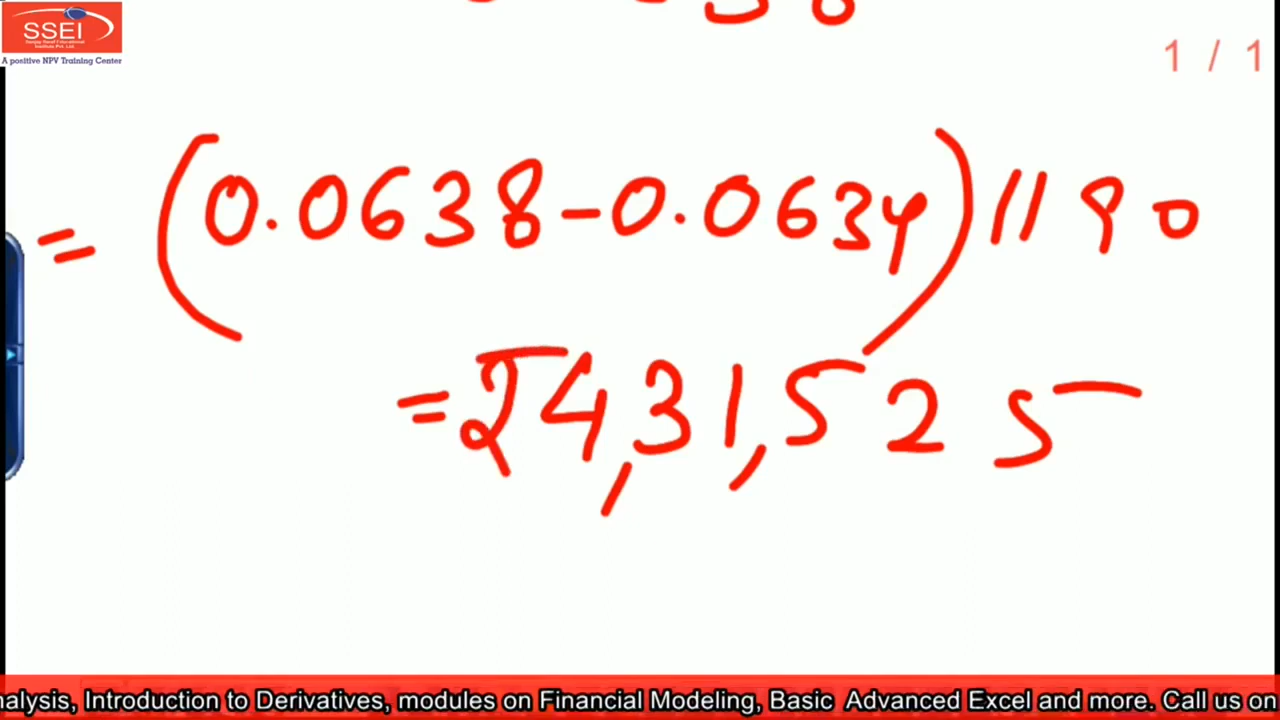 SSEI
A positive NPV Training Center
1 / 1
= (0.0638-0.0634) 1190
= ₹4,31,525
nalysis, Introduction to Derivatives, modules on Financial Modeling, Basic Advanced Excel and more. Call us on